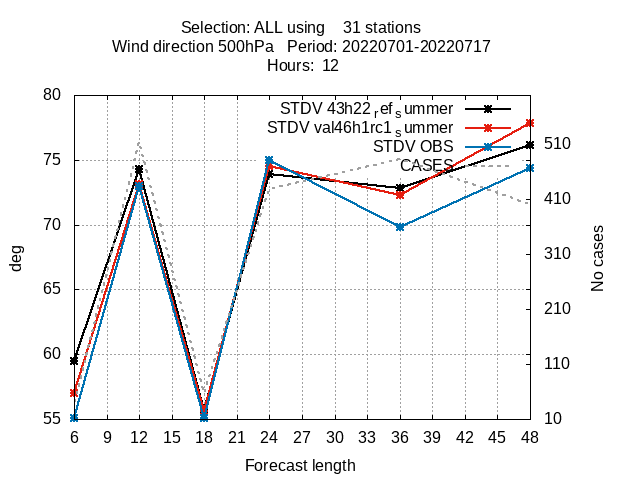 Selection: ALL using    31 stations
Wind direction 500hPa   Period: 20220701-20220717
Hours:  12
STDV 43h22refsummer
STDV val46h1rc1summer
STDV OBS
CASES
80
75
70
65
60
55
deg
510
410
310
210
110
10
No cases
6 9 12 15 18 21 24 27 30 33 36 39 42 45 48
Forecast length